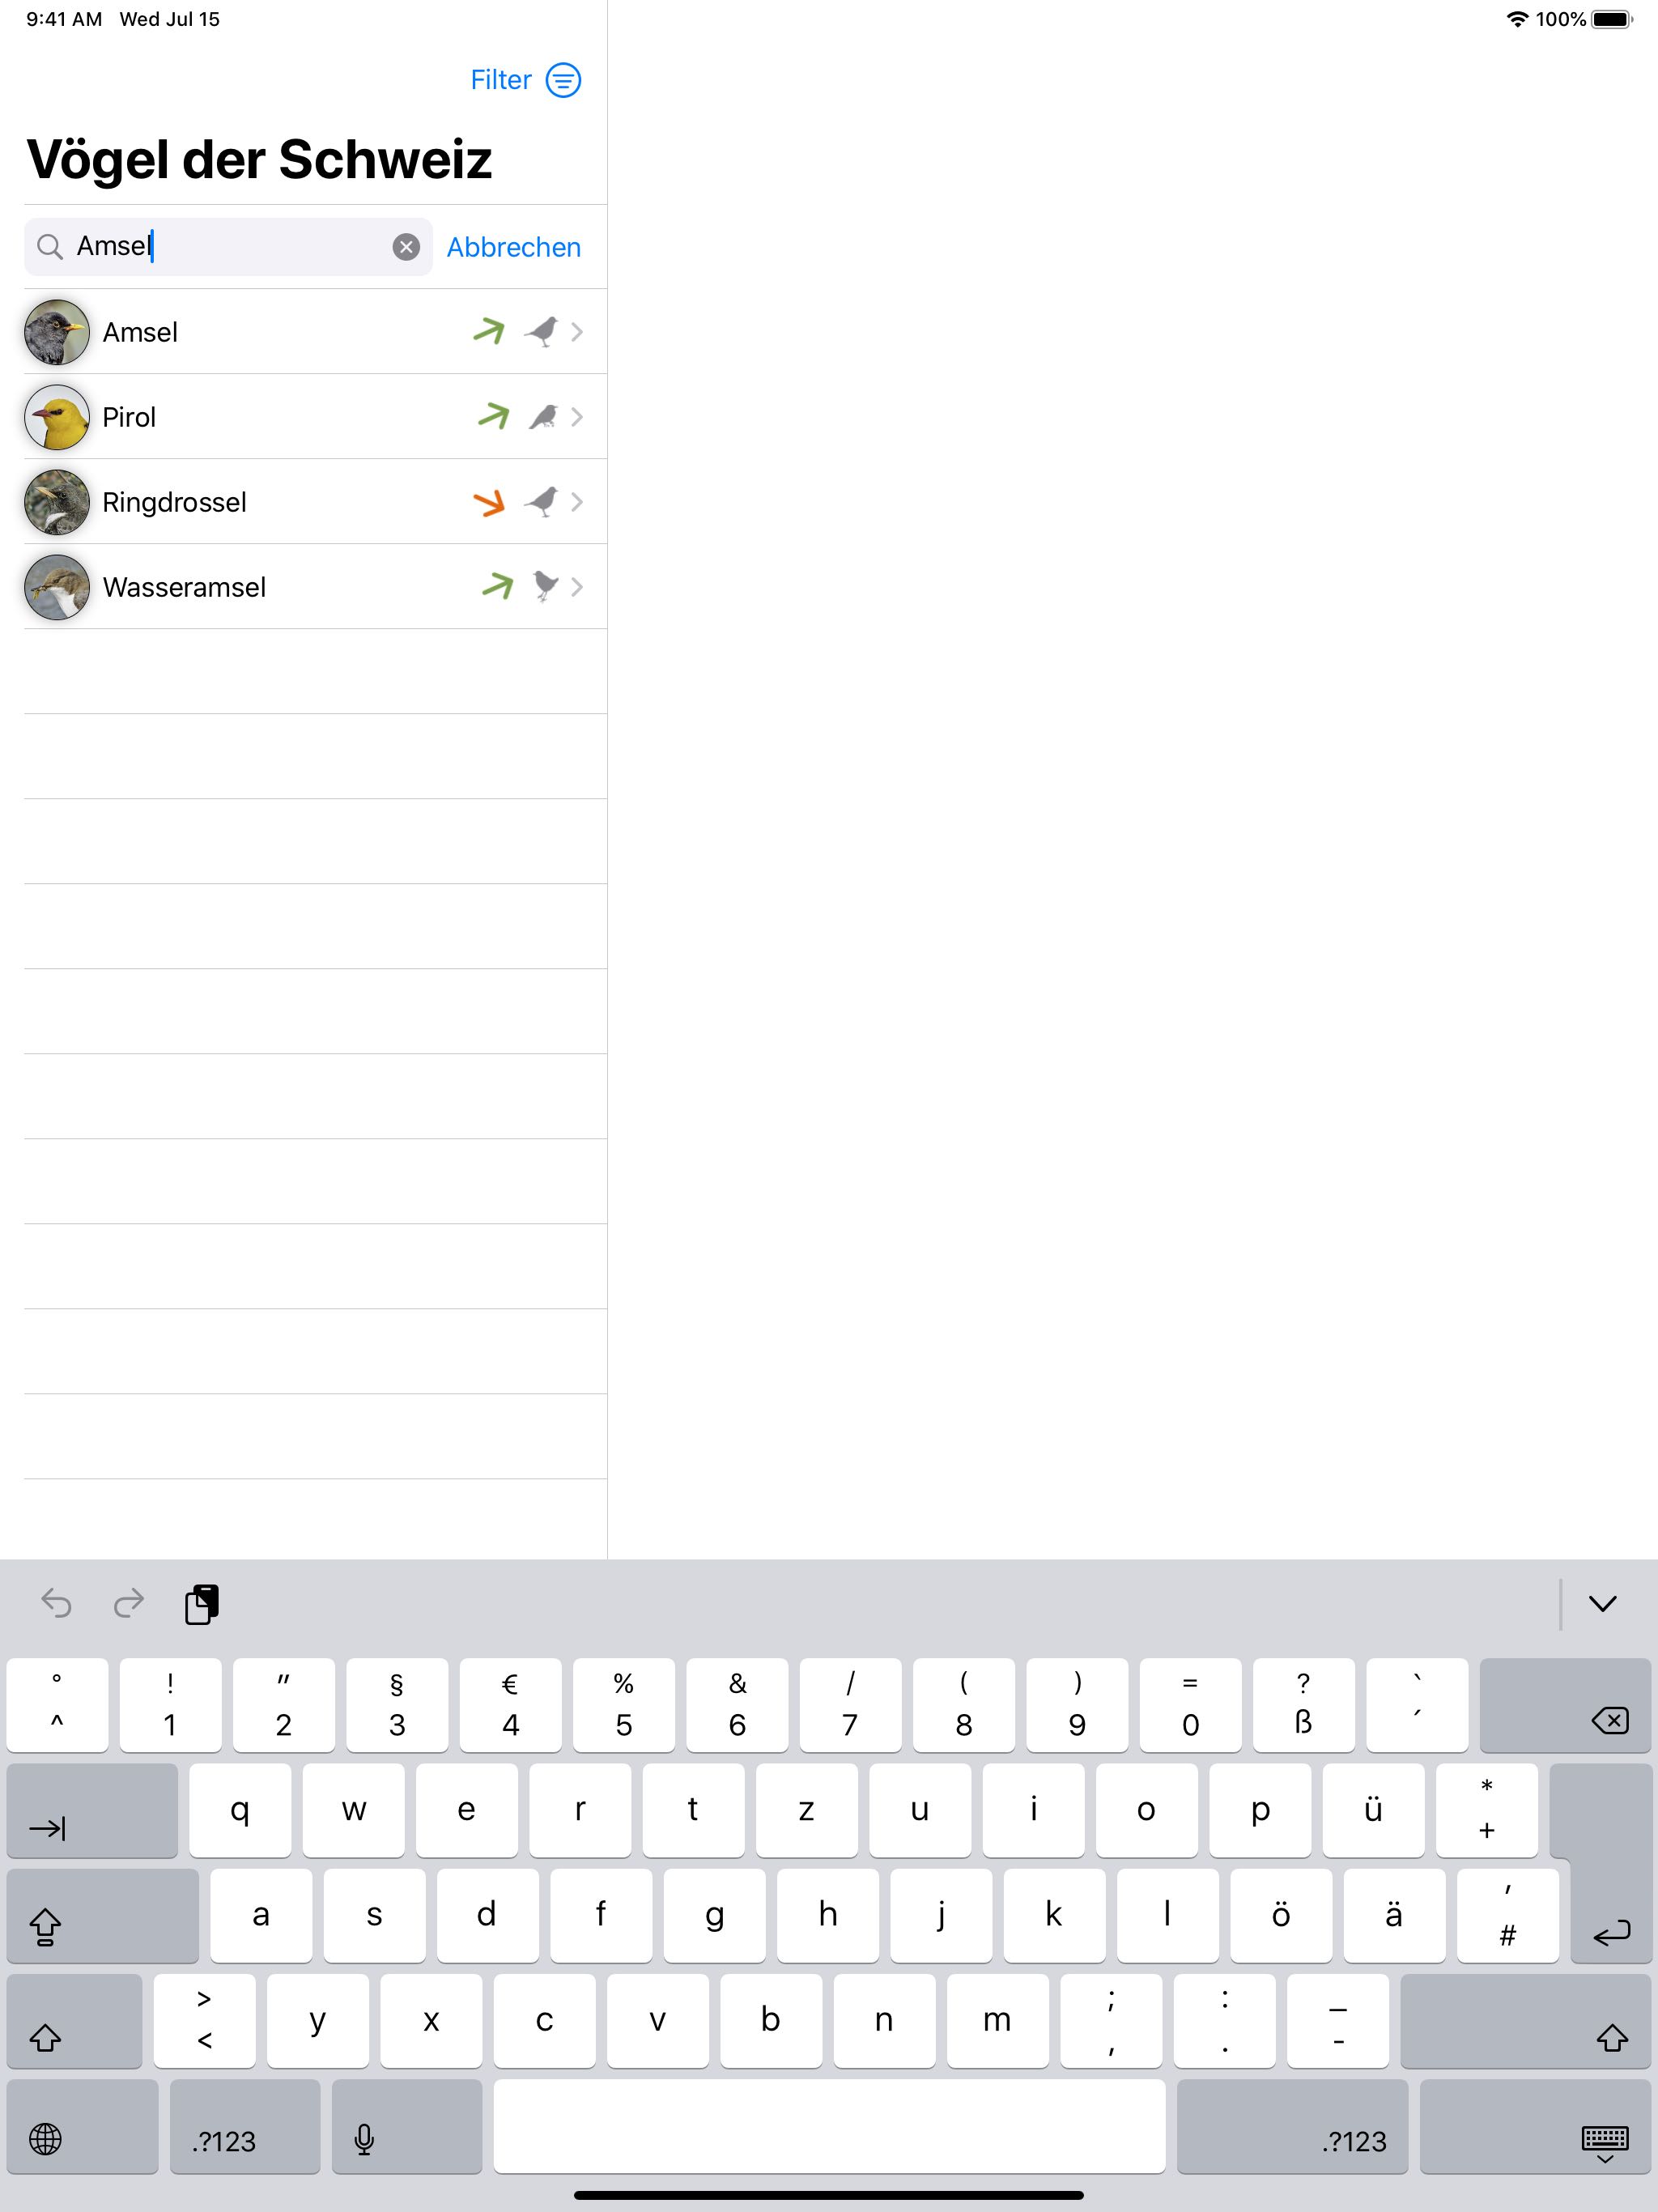 9:41 AM Wed Jul 15
100%
Filter
Vögel der Schweiz
Amsel
Abbrechen
Amsel
Pirol
Ringdrossel
Wasseramsel
° ! " § € % & / ( ) = ? `
^ 1 2 3 4 5 6 7 8 9 0 ß ´
q w e r t z u i o p ü * +
a s d f g h j k l ö ä ' #
> < y x c v b n m ; , : . _ -
.?123 .?123